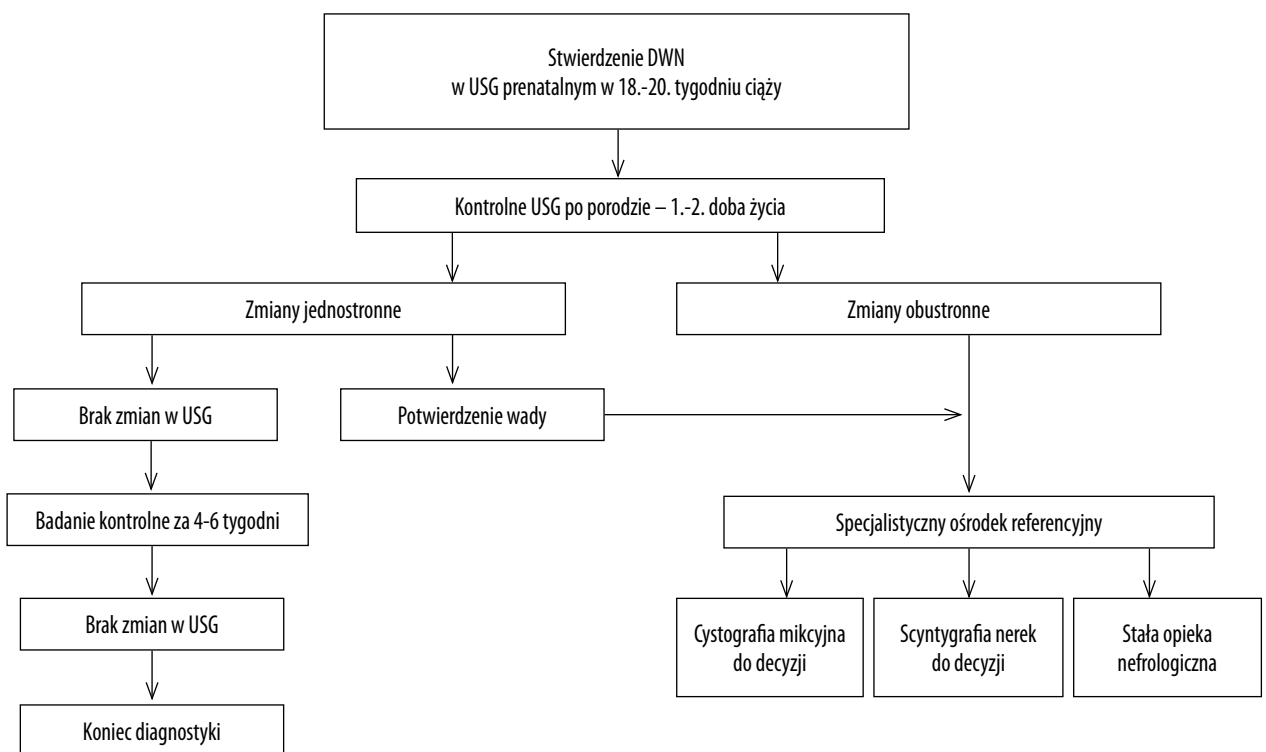 Stwierdzenie DWN
w USG prenatalnym w 18.-20. tygodniu ciąży
Kontrolne USG po porodzie – 1.-2. doba życia
Zmiany jednostronne
Zmiany obustronne
Brak zmian w USG
Potwierdzenie wady
Badanie kontrolne za 4-6 tygodni
Specjalistyczny ośrodek referencyjny
Brak zmian w USG
Cystografia mikcyjna
do decyzji
Scyntygrafia nerek
do decyzji
Stała opieka
nefrologiczna
Koniec diagnostyki